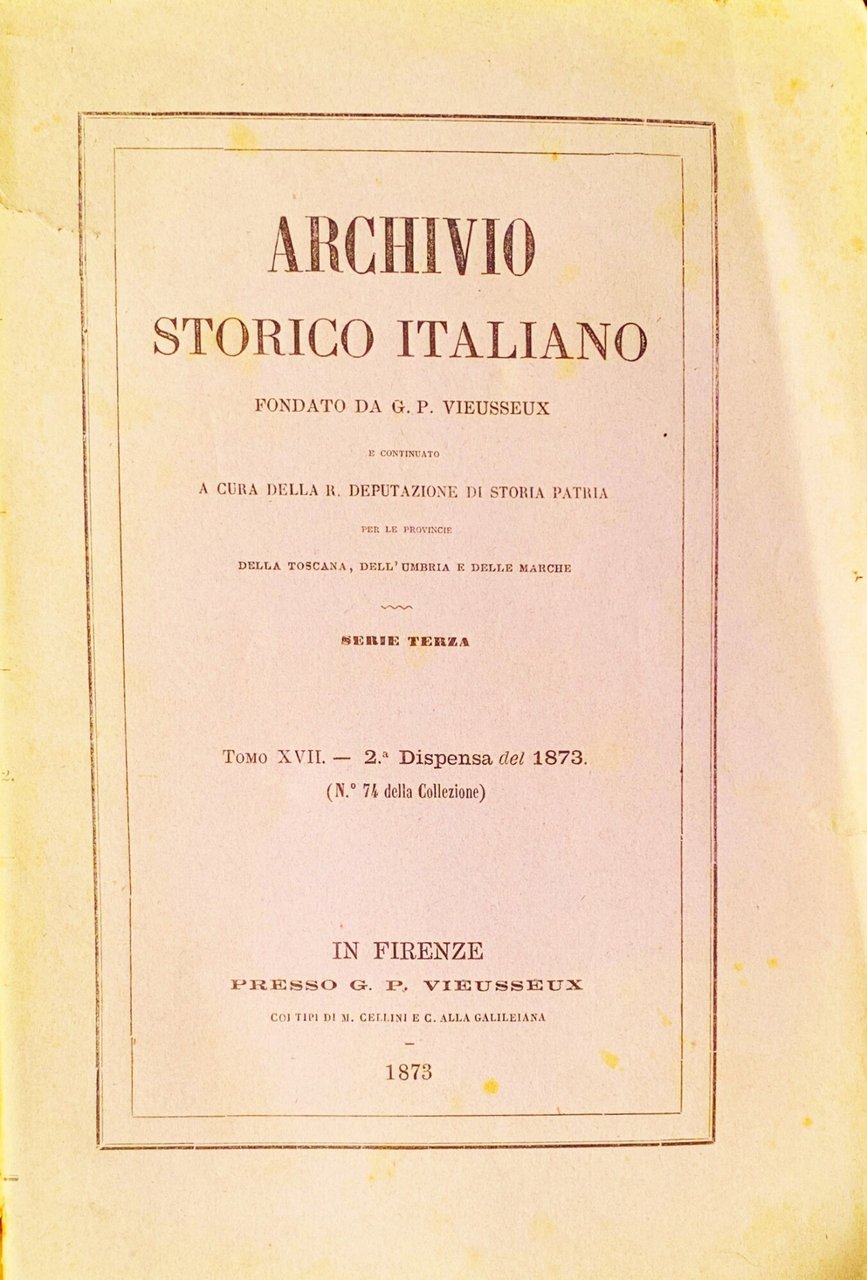 ARCHIVIO
STORICO ITALIANO
FONDATO DA G. P. VIEUSSEUX
E CONTINUATO
A CURA DELLA R. DEPUTAZIONE DI STORIA PATRIA
PER LE PROVINCIE
DELLA TOSCANA, DELL'UMBRIA E DELLE MARCHE
SERIE TERZA
TOMO XVII. — 2.ª Dispensa del 1873.
(N.º 74 della Collezione)
IN FIRENZE
PRESSO G. P. VIEUSSEUX
COI TIPI DI M. CELLINI E C. ALLA GALILEIANA
1873